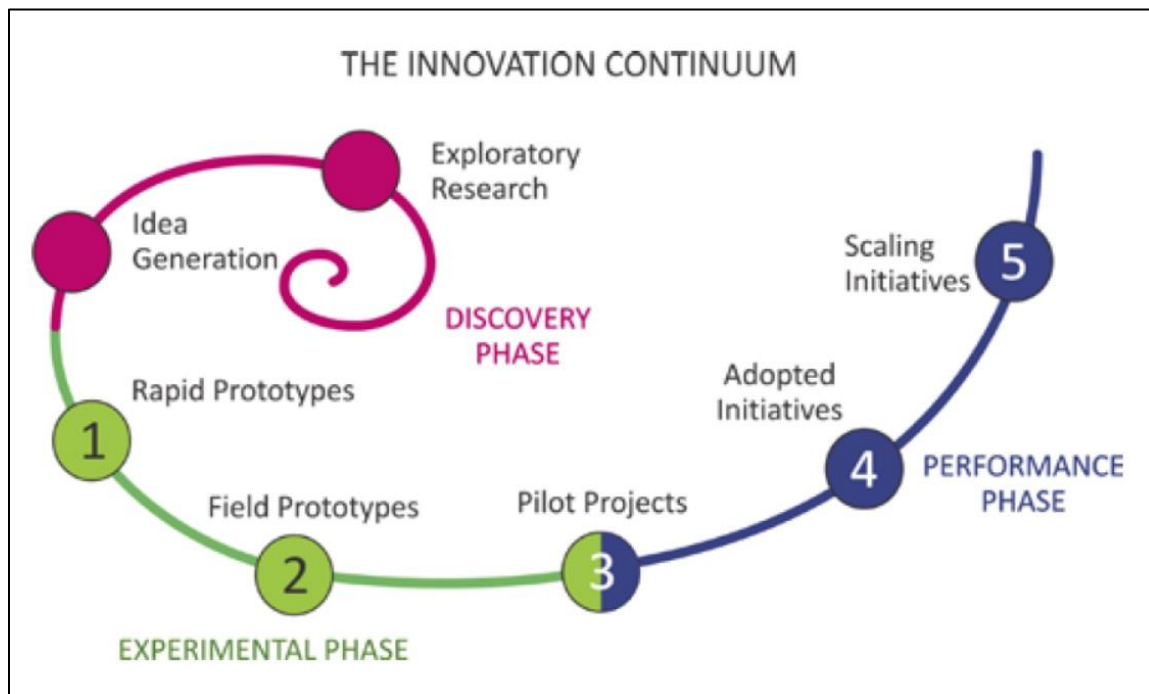 THE INNOVATION CONTINUUM
Exploratory
Research
Idea
Generation
DISCOVERY
PHASE
Rapid Prototypes
1
Field Prototypes
2
EXPERIMENTAL PHASE
Pilot Projects
3
Adopted
Initiatives
4
PERFORMANCE
PHASE
Scaling
Initiatives
5